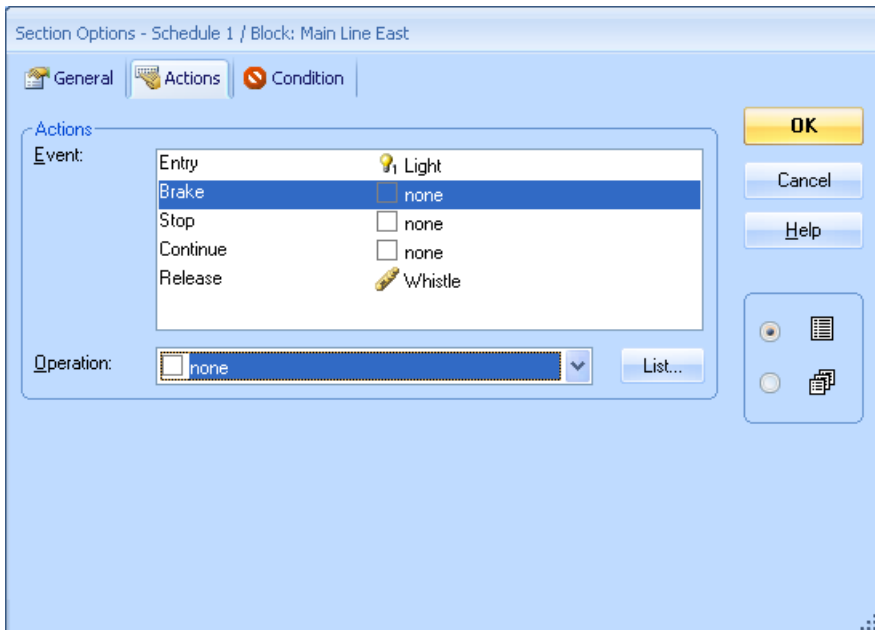 Section Options - Schedule 1 / Block: Main Line East
General Actions Condition
Actions
Event:
Entry 1 Light
Brake none
Stop none
Continue none
Release Whistle
Operation: none List...
OK
Cancel
Help